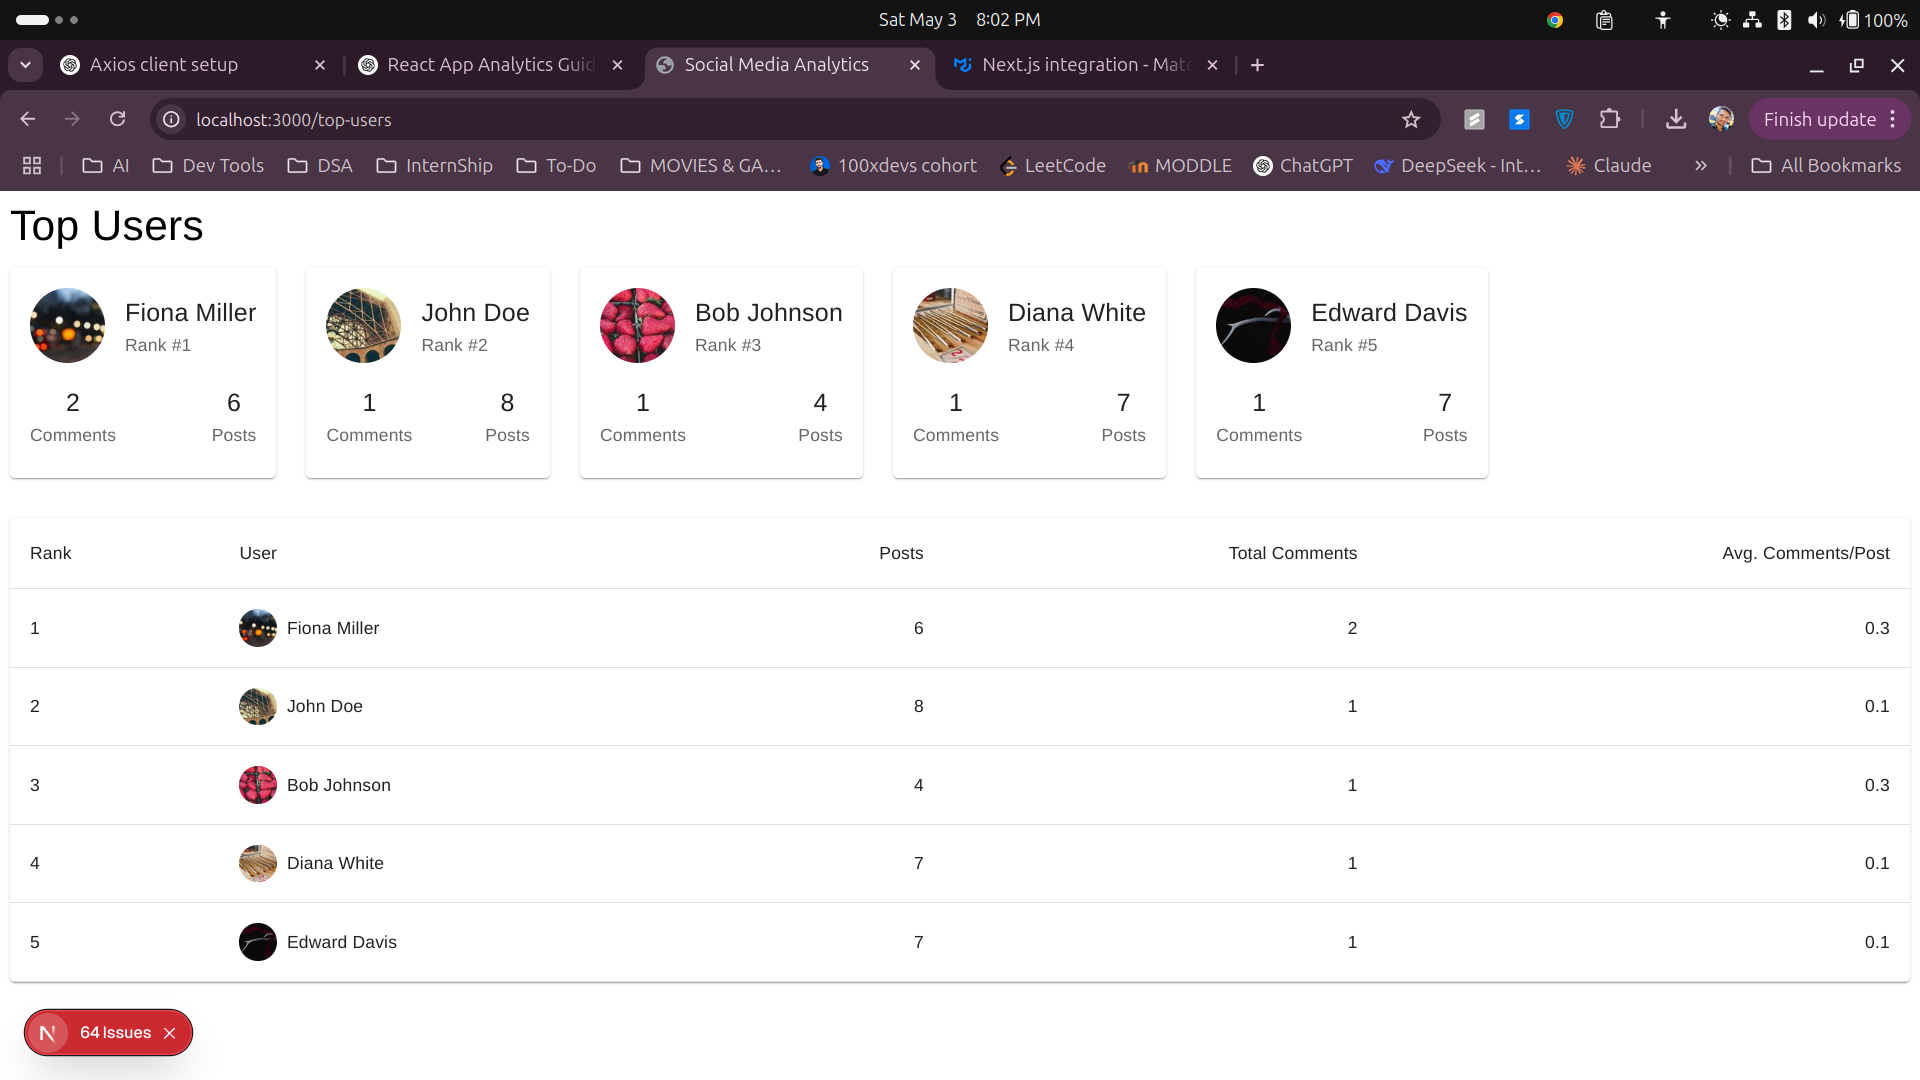 Sat May 3 8:02 PM
100%
Axios client setup
React App Analytics Guid
Social Media Analytics
Next.js integration - Mate
localhost:3000/top-users
Finish update
AI
Dev Tools
DSA
InternShip
To-Do
MOVIES & GA...
100xdevs cohort
LeetCode
MODDLE
ChatGPT
DeepSeek - Int...
Claude
All Bookmarks
Top Users
Fiona Miller
Rank #1
2 6
Comments Posts
John Doe
Rank #2
1 8
Comments Posts
Bob Johnson
Rank #3
1 4
Comments Posts
Diana White
Rank #4
1 7
Comments Posts
Edward Davis
Rank #5
1 7
Comments Posts
Rank User Posts Total Comments Avg. Comments/Post
1 Fiona Miller 6 2 0.3
2 John Doe 8 1 0.1
3 Bob Johnson 4 1 0.3
4 Diana White 7 1 0.1
5 Edward Davis 7 1 0.1
N 64 Issues